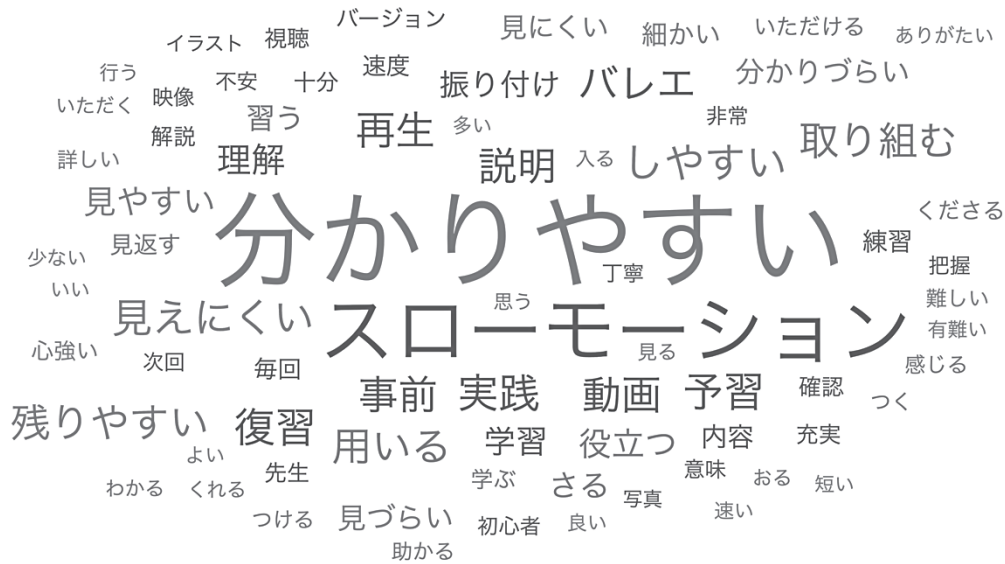 バージョン
見にくい
いただける
イラスト
視聴
細かい
ありがたい
行う
不安
十分
速度
振り付け
バレエ
分かりづらい
いただく
映像
習う
再生
多い
非常
解説
取り組む
詳しい
理解
説明
入る
しやすい
見やすい
分かりやすい
くださる
少ない
見返す
練習
丁寧
把握
いい
見えにくい
スローモーション
思う
難しい
見る
有難い
心強い
次回
毎回
感じる
事前
実践
動画
予習
確認
つく
残りやすい
復習
用いる
学習
役立つ
内容
充実
よい
先生
意味
わかる
くれる
学ぶ
さる
写真
おる
短い
つける
見づらい
初心者
良い
速い
助かる